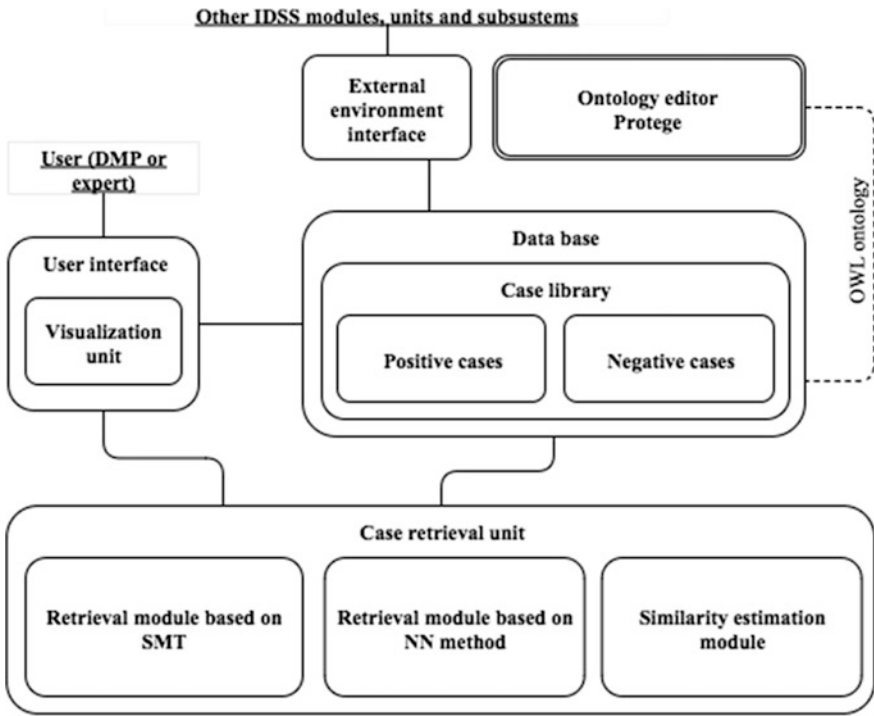 Other IDSS modules, units and subsustems
External
environment
interface
Ontology editor
Protege
User (DMP or
expert)
OWL ontology
User interface
Visualization
unit
Data base
Case library
Positive cases
Negative cases
Case retrieval unit
Retrieval module based on
SMT
Retrieval module based on
NN method
Similarity estimation
module